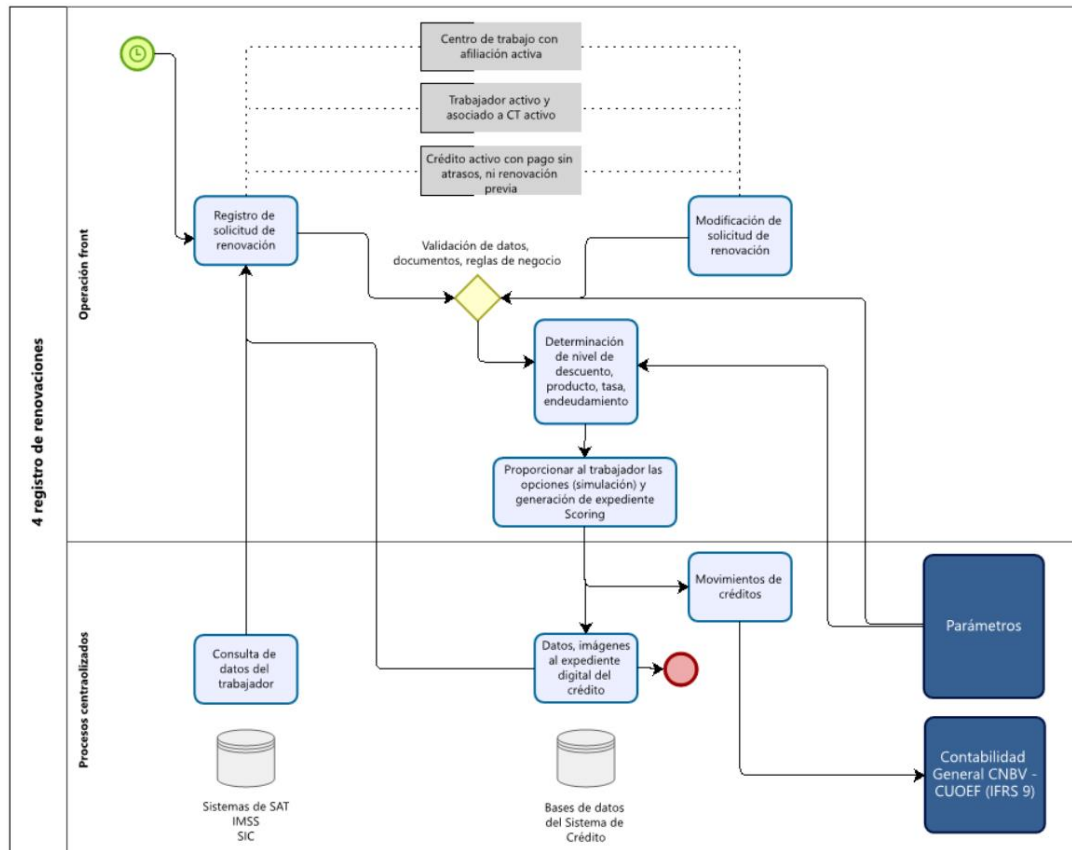 4 registro de renovaciones
Operación front
Centro de trabajo con
afiliación activa
Trabajador activo y
asociado a CT activo
Crédito activo con pago sin
atrasos, ni renovación
previa
Registro de
solicitud de
renovación
Validación de datos,
documentos, reglas de negocio
Modificación de
solicitud de
renovación
Determinación
de nivel de
descuento,
producto, tasa,
endeudamiento
Proporcionar al trabajador las
opciones (simulación) y
generación de expediente
Scoring
Procesos centraolizados
Movimientos de
créditos
Parámetros
Consulta de
datos del
trabajador
Datos, imágenes
al expediente
digital del
crédito
Contabilidad
General CNBV -
CUOEF (IFRS 9)
Sistemas de SAT
IMSS
SIC
Bases de datos
del Sistema de
Crédito